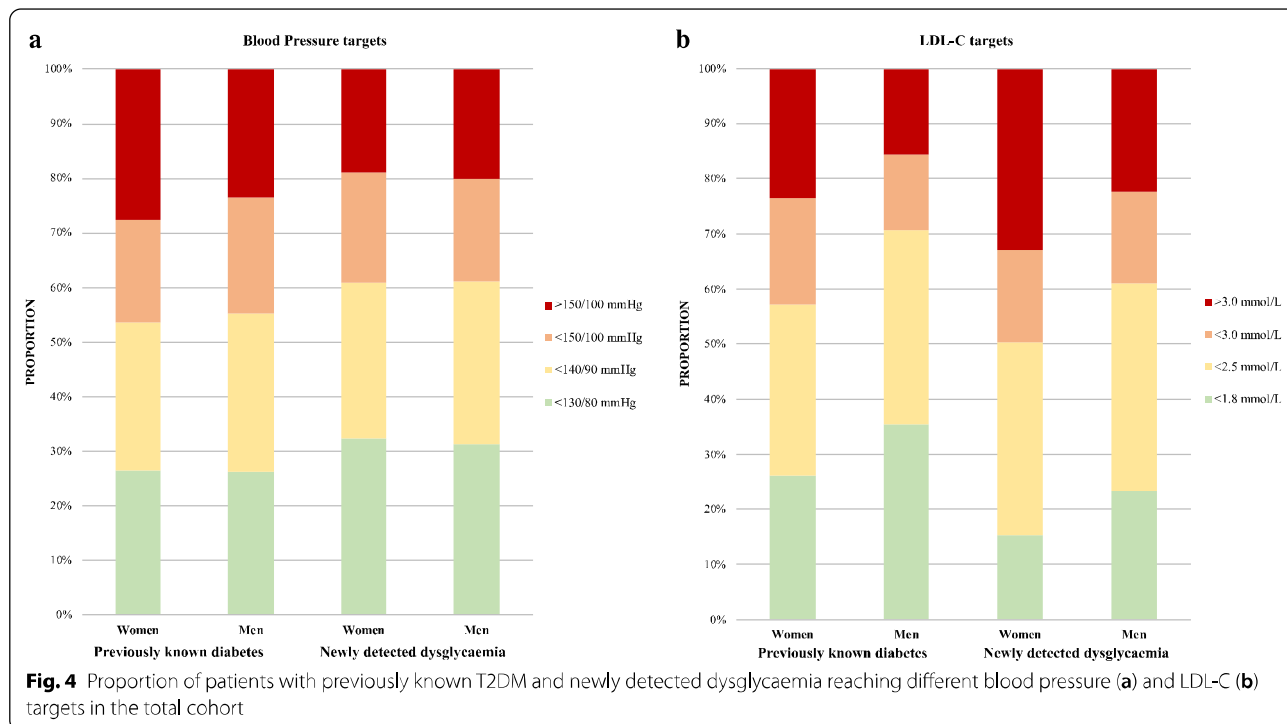 a
Blood Pressure targets
100%
90%
80%
70%
60%
50%
40%
30%
20%
10%
0%
PROPORTION
Women
Men
Women
Men
Previously known diabetes
Newly detected dysglycaemia
>150/100 mmHg
<150/100 mmHg
<140/90 mmHg
<130/80 mmHg
b
LDL-C targets
100%
90%
80%
70%
60%
50%
40%
30%
20%
10%
0%
PROPORTION
Women
Men
Women
Men
Previously known diabetes
Newly detected dysglycaemia
>3.0 mmol/L
<3.0 mmol/L
<2.5 mmol/L
<1.8 mmol/L
Fig. 4 Proportion of patients with previously known T2DM and newly detected dysglycaemia reaching different blood pressure (a) and LDL-C (b)
targets in the total cohort